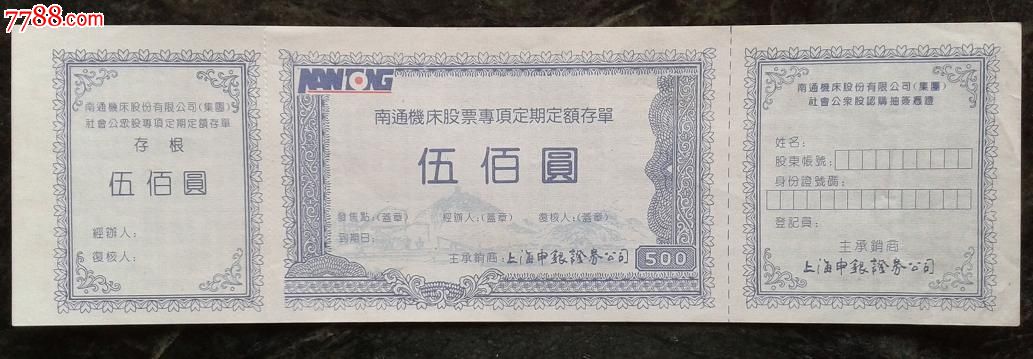 7788.com
南通機床股份有限公司(集團)
社會公衆股專項定期定額存單
存根
伍佰圓
經辦人:
復核人:
NANTONG
南通機床股票專項定期定額存單
伍佰圓
發售點:(蓋章) 經辦人:(蓋章) 復核人:(蓋章)
到期日:
主承銷商:上海申銀證券公司
500
南通機床股份有限公司(集團)
社會公衆股認購抽簽憑證
姓名:
股東帳號:
身份證號碼:
登記員:
主承銷商
上海申銀證券公司